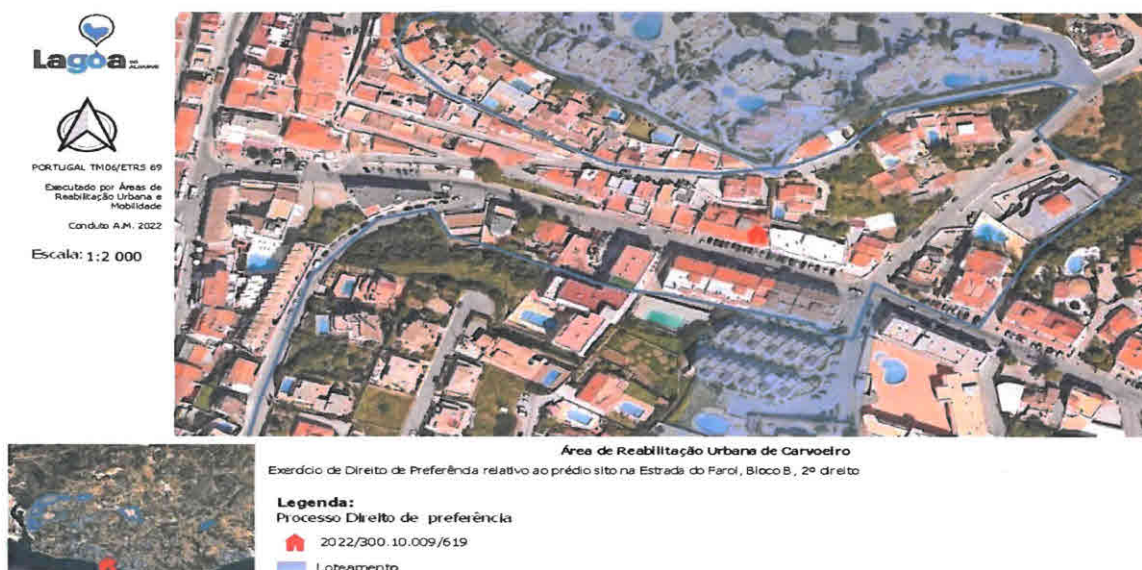 Lagoa DO ALGARVE
PORTUGAL TM06/ETRS 89
Executado por Áreas de
Reabilitação Urbana e
Mobilidade
Conduto A.M. 2022
Escala: 1:2 000
Área de Reabilitação Urbana de Carvoeiro
Exercício de Direito de Preferência relativo ao prédio sito na Estrada do Farol, Bloco B, 2º direito
Legenda:
Processo Direito de preferência
2022/300.10.009/619
Loteamento